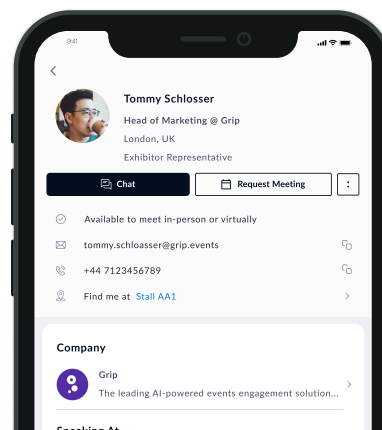 9:41
Tommy Schlosser
Head of Marketing @ Grip
London, UK
Exhibitor Representative
Chat
Request Meeting
Available to meet in-person or virtually
tommy.schloasser@grip.events
+44 7123456789
Find me at Stall AA1
Company
Grip
The leading AI-powered events engagement solution...
Speaking At